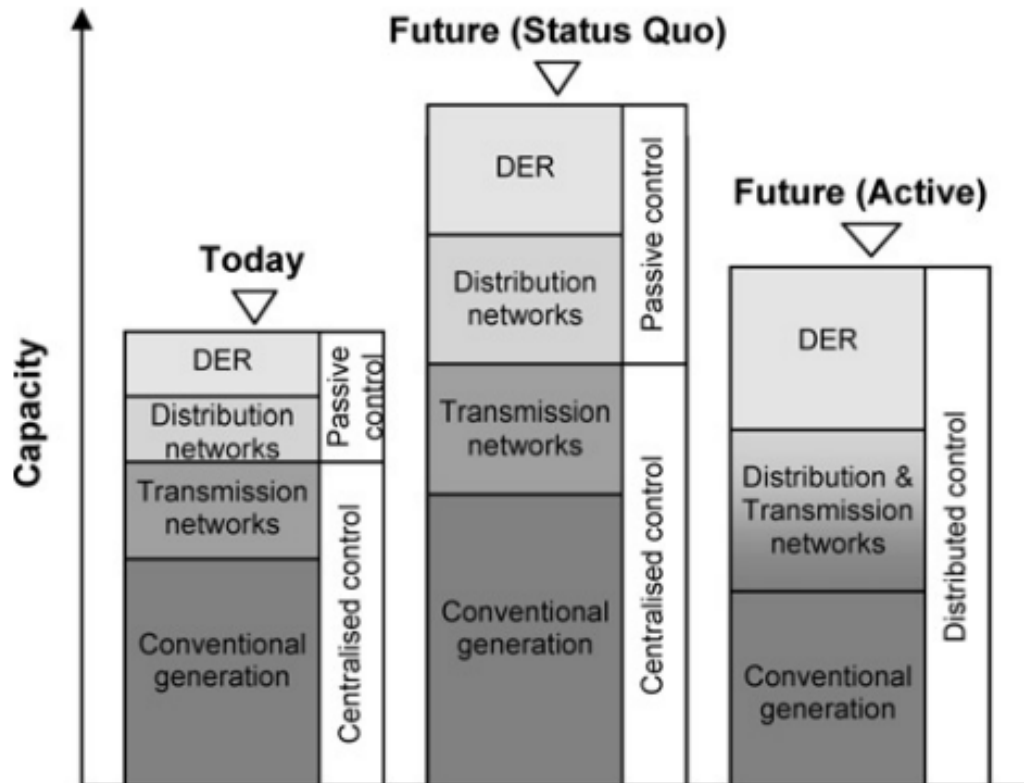 Capacity
Today
DER
Distribution
networks
Transmission
networks
Conventional
generation
Passive
control
Centralised control
Future (Status Quo)
DER
Distribution
networks
Transmission
networks
Conventional
generation
Passive control
Centralised control
Future (Active)
DER
Distribution &
Transmission
networks
Conventional
generation
Distributed control